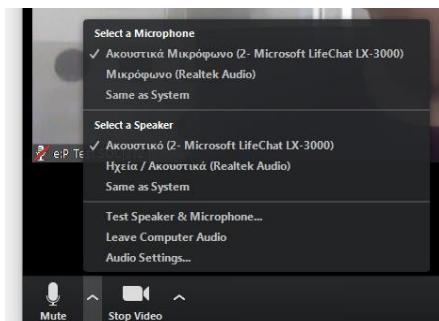 Select a Microphone
✓ Ακουστικά Μικρόφωνο (2- Microsoft LifeChat LX-3000)
Μικρόφωνο (Realtek Audio)
Same as System
Select a Speaker
✓ Ακουστικό (2- Microsoft LifeChat LX-3000)
Ηχεία / Ακουστικά (Realtek Audio)
Same as System
e:P
Test Speaker & Microphone...
Leave Computer Audio
Audio Settings...
Mute
Stop Video